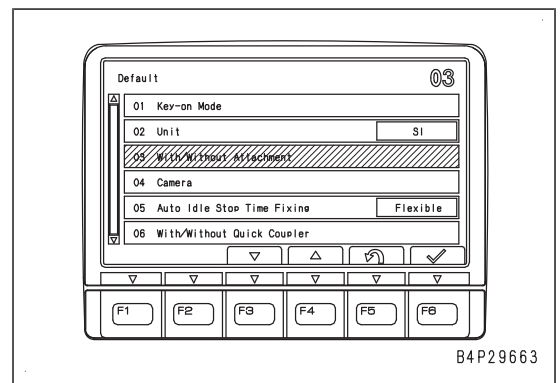 Default 03
01 Key-on Mode
02 Unit SI
03 With/Without Attachment
04 Camera
05 Auto Idle Stop Time Fixing Flexible
06 With/Without Quick Coupler
F1 F2 F3 F4 F5 F6
B4P29663